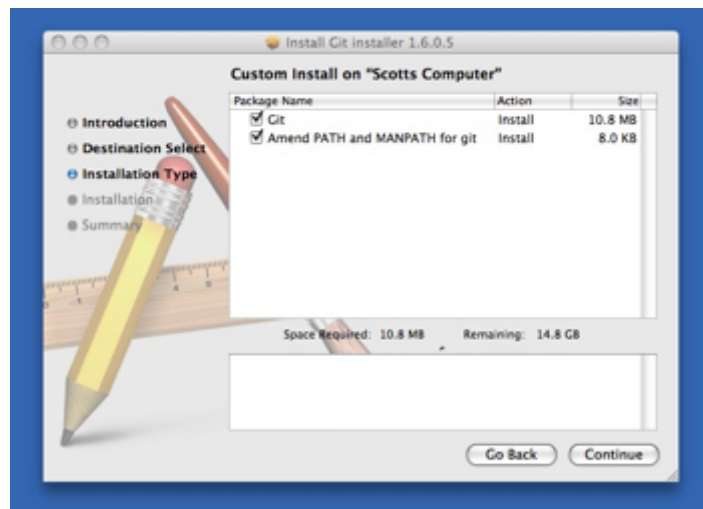 Install Git installer 1.6.0.5
Custom Install on "Scotts Computer"
Introduction
Destination Select
Installation Type
Installation
Summary
Package Name Action Size
Git Install 10.8 MB
Amend PATH and MANPATH for git Install 8.0 KB
Space Required: 10.8 MB Remaining: 14.8 GB
Go Back Continue